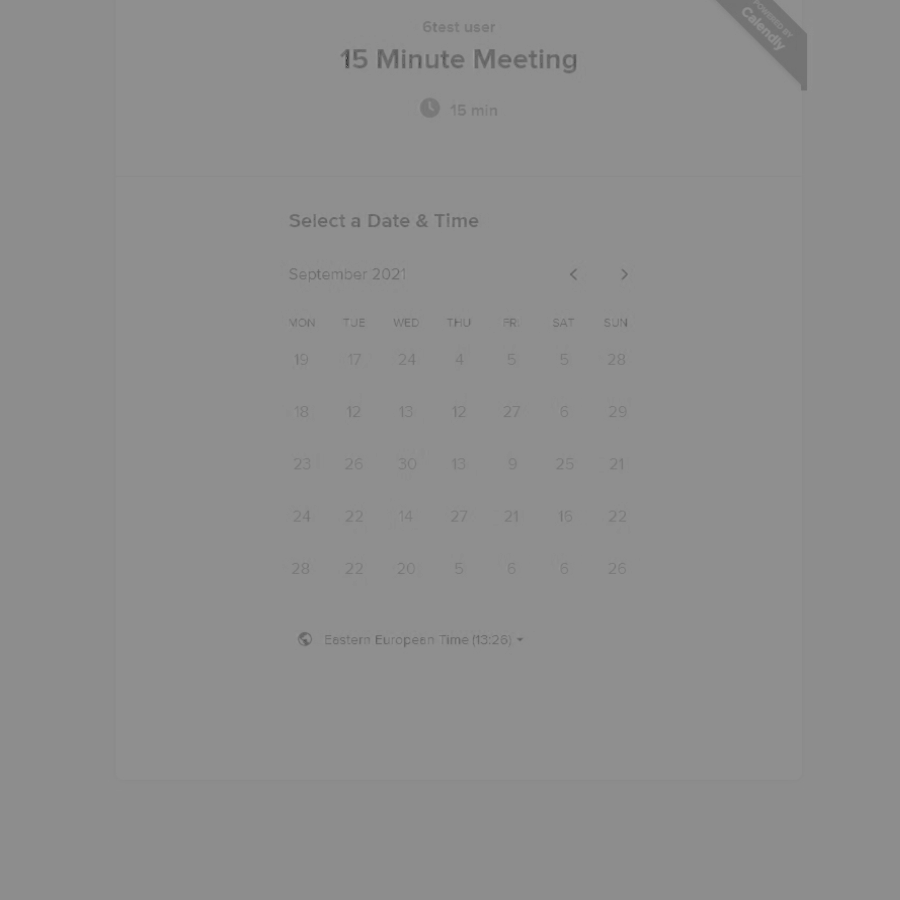 6test user
POWERED BY
Calendly
15 Minute Meeting
15 min
Select a Date & Time
September 2021
MON TUE WED THU FRI SAT SUN
19 17 24 4 5 5 28
18 12 13 12 27 6 29
23 26 30 13 9 25 21
24 22 14 27 21 15 22
28 22 20 5 6 6 26
Eastern European Time (13:26)